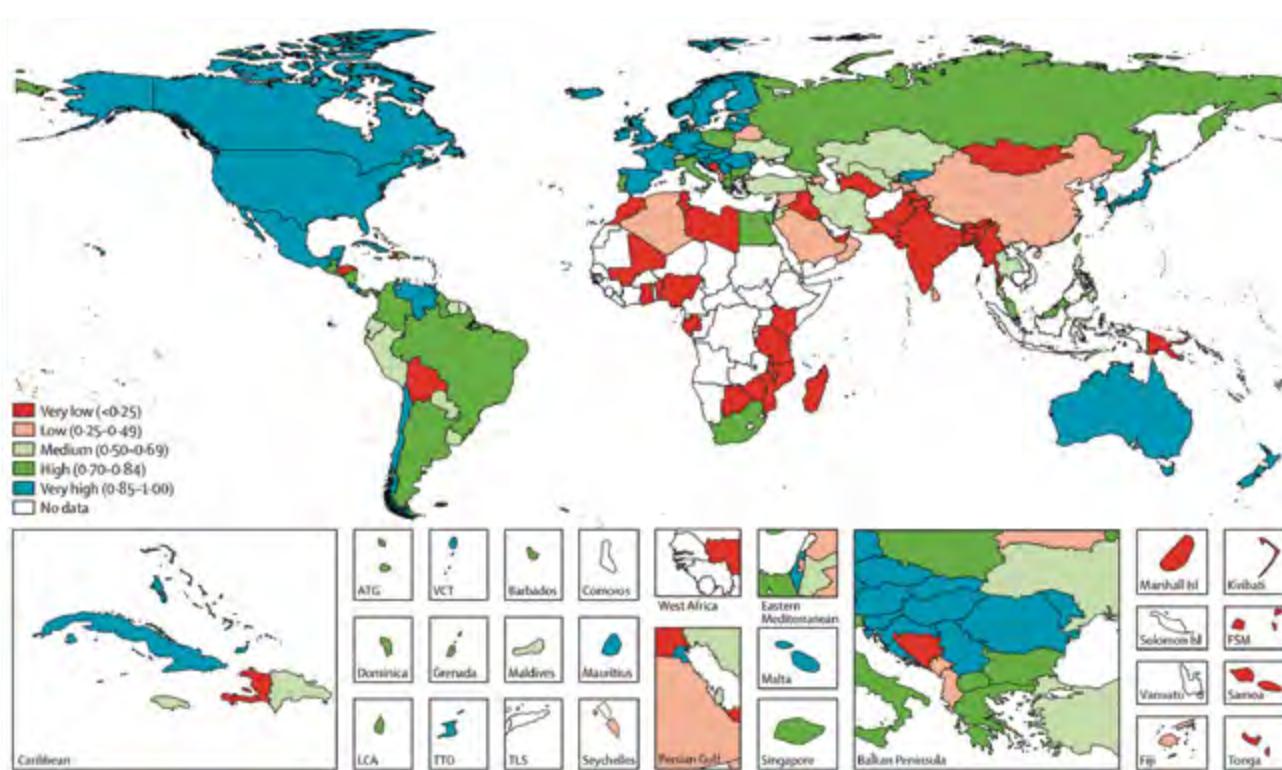 Very low (<0·25)
Low (0·25–0·49)
Medium (0·50–0·69)
High (0·70–0·84)
Very high (0·85–1·00)
No data
Caribbean
ATG
VCT
Barbados
Comoros
Dominica
Grenada
Maldives
Mauritius
LCA
TTO
TLS
Seychelles
West Africa
Eastern
Mediterranean
Persian Gulf
Malta
Singapore
Balkan Peninsula
Marshall Isl
Kiribati
Solomon Isl
FSM
Vanuatu
Samoa
Fiji
Tonga